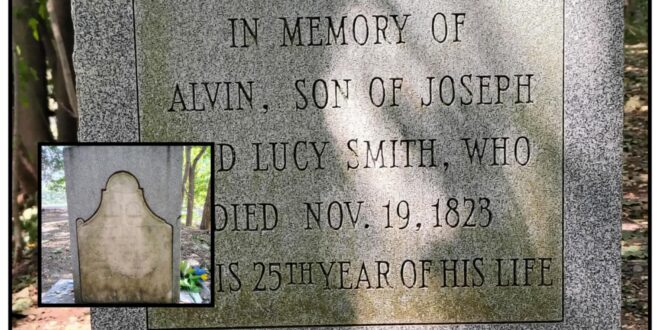 IN MEMORY OF
ALVIN, SON OF JOSEPH
D LUCY SMITH, WHO
DIED NOV. 19, 1823
IS 25TH YEAR OF HIS LIFE